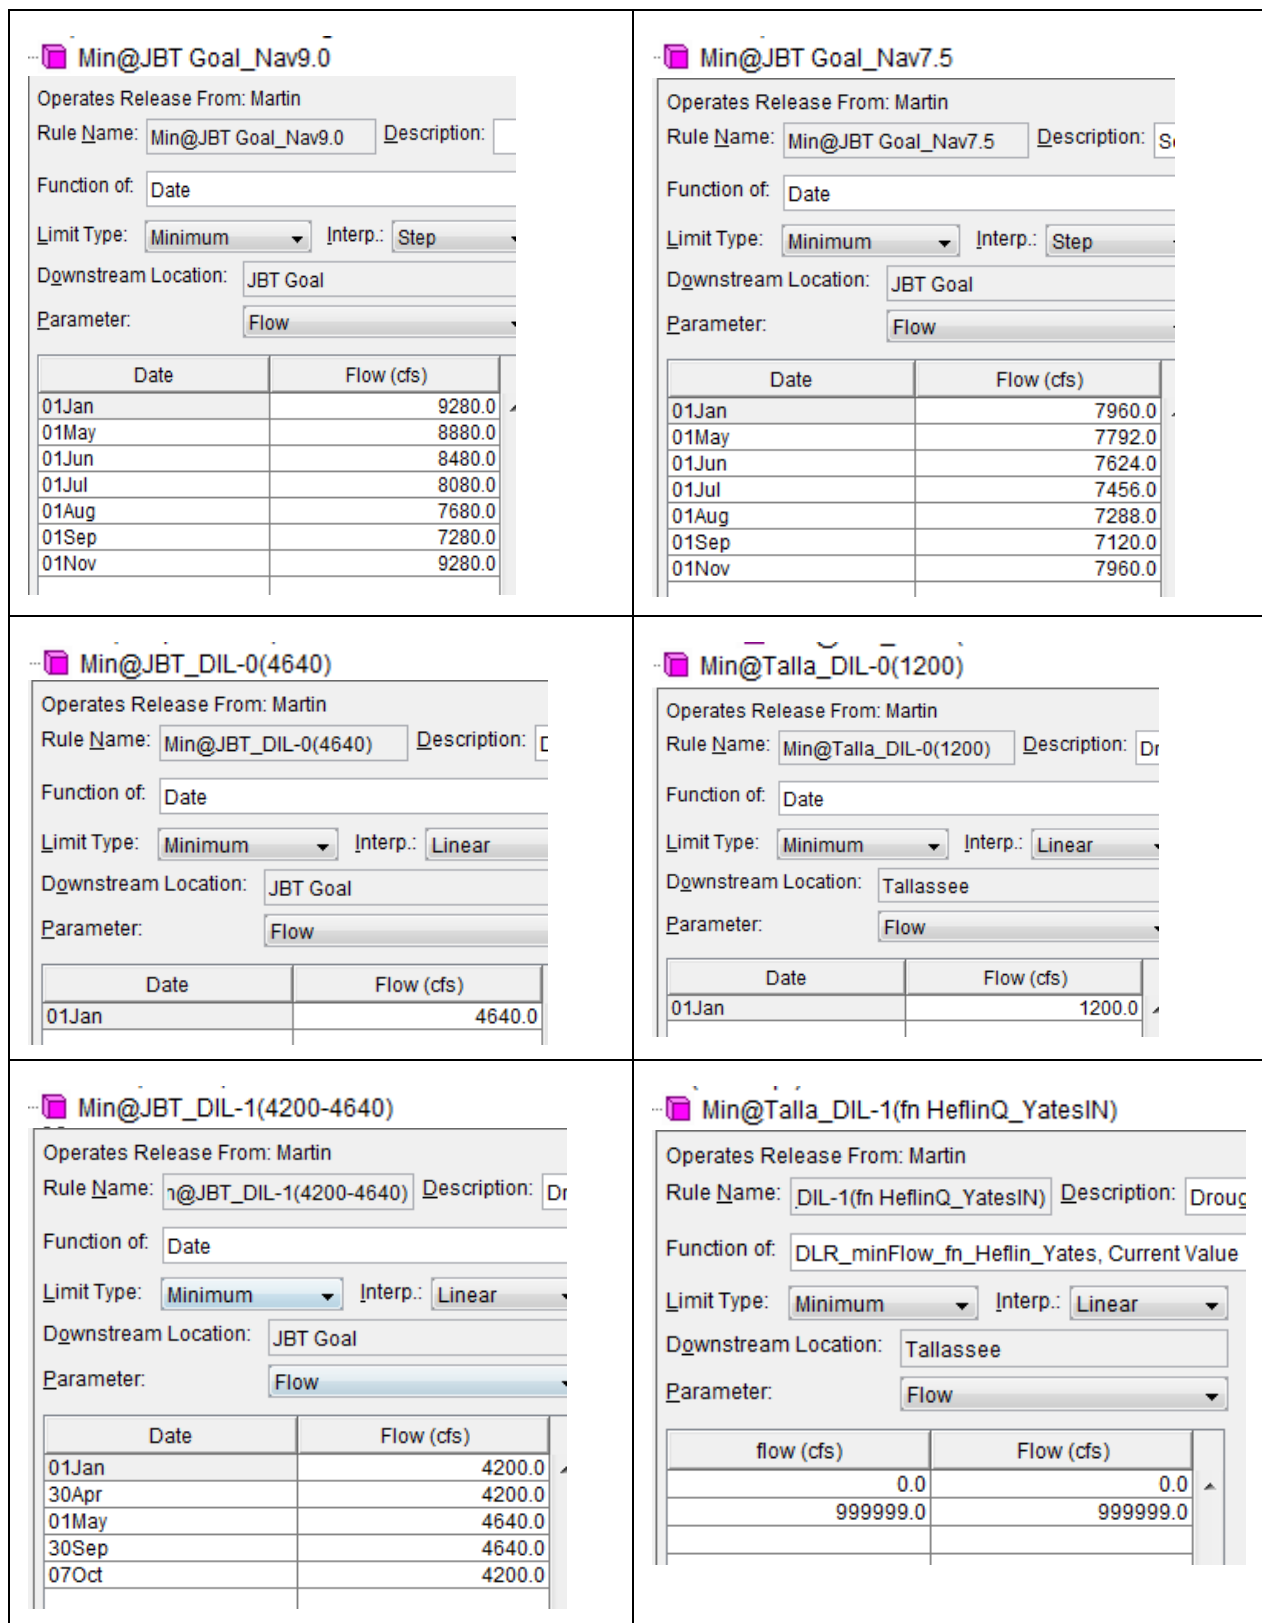 Min@JBT Goal_Nav9.0
Operates Release From: Martin
Rule Name: Min@JBT Goal_Nav9.0 Description:
Function of: Date
Limit Type: Minimum Interp.: Step
Downstream Location: JBT Goal
Parameter: Flow
Date Flow (cfs)
01Jan 9280.0
01May 8880.0
01Jun 8480.0
01Jul 8080.0
01Aug 7680.0
01Sep 7280.0
01Nov 9280.0
Min@JBT Goal_Nav7.5
Operates Release From: Martin
Rule Name: Min@JBT Goal_Nav7.5 Description:
Function of: Date
Limit Type: Minimum Interp.: Step
Downstream Location: JBT Goal
Parameter: Flow
Date Flow (cfs)
01Jan 7960.0
01May 7792.0
01Jun 7624.0
01Jul 7456.0
01Aug 7288.0
01Sep 7120.0
01Nov 7960.0
Min@JBT_DIL-0(4640)
Operates Release From: Martin
Rule Name: Min@JBT_DIL-0(4640) Description:
Function of: Date
Limit Type: Minimum Interp.: Linear
Downstream Location: JBT Goal
Parameter: Flow
Date Flow (cfs)
01Jan 4640.0
Min@Talla_DIL-0(1200)
Operates Release From: Martin
Rule Name: Min@Talla_DIL-0(1200) Description: Dr
Function of: Date
Limit Type: Minimum Interp.: Linear
Downstream Location: Tallassee
Parameter: Flow
Date Flow (cfs)
01Jan 1200.0
Min@JBT_DIL-1(4200-4640)
Operates Release From: Martin
Rule Name: n@JBT_DIL-1(4200-4640) Description: Dr
Function of: Date
Limit Type: Minimum Interp.: Linear
Downstream Location: JBT Goal
Parameter: Flow
Date Flow (cfs)
01Jan 4200.0
30Apr 4200.0
01May 4640.0
30Sep 4640.0
07Oct 4200.0
Min@Talla_DIL-1(fn HeflinQ_YatesIN)
Operates Release From: Martin
Rule Name: _DIL-1(fn HeflinQ_YatesIN) Description: Droug
Function of: DLR_minFlow_fn_Heflin_Yates, Current Value
Limit Type: Minimum Interp.: Linear
Downstream Location: Tallassee
Parameter: Flow
flow (cfs) Flow (cfs)
0.0 0.0
999999.0 999999.0